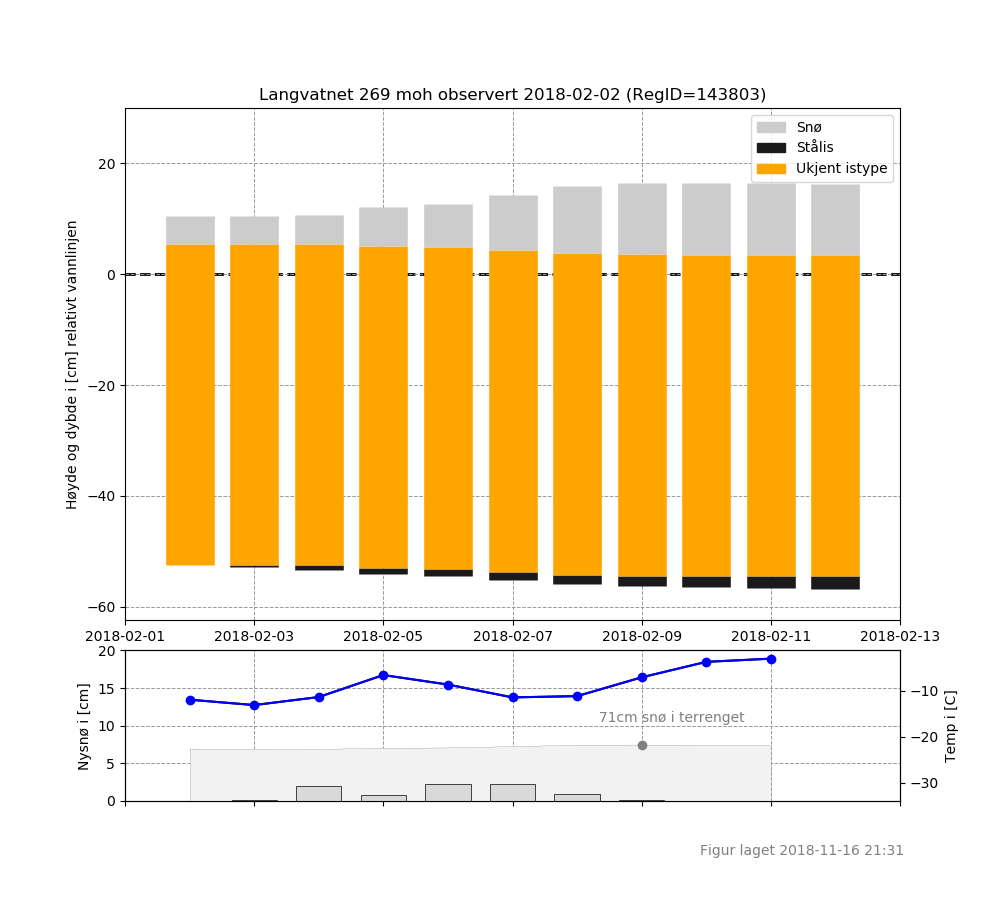 Langvatnet 269 moh observert 2018-02-02 (RegID=143803)
Snø
Stålis
Ukjent istype
Høyde og dybde i [cm] relativt vannlinjen
20
0
−20
−40
−60
2018-02-01 2018-02-03 2018-02-05 2018-02-07 2018-02-09 2018-02-11 2018-02-13
Nysnø i [cm]
20
15
10
5
0
71cm snø i terrenget
−10
−20
−30
Temp i [C]
Figur laget 2018-11-16 21:31